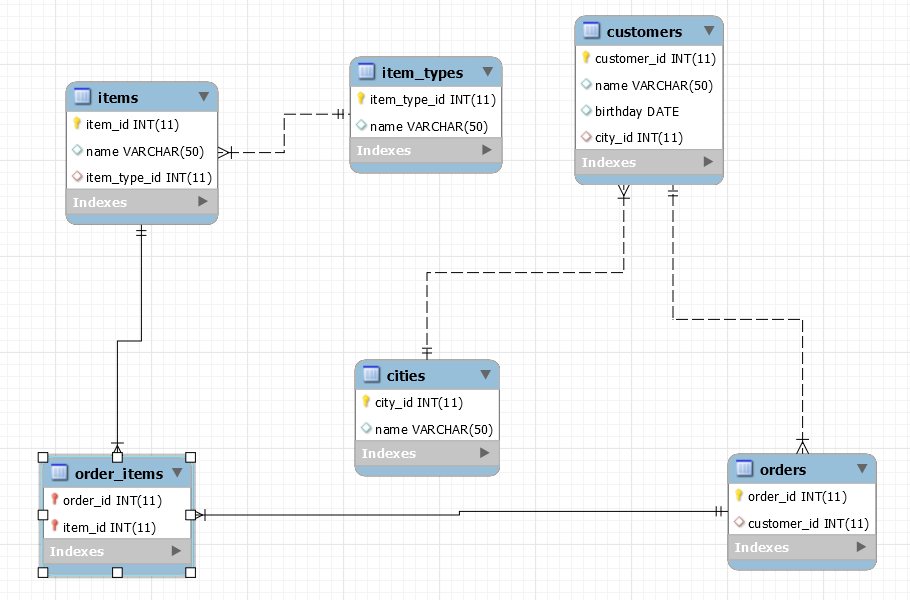 items
item_id INT(11)
name VARCHAR(50)
item_type_id INT(11)
Indexes
item_types
item_type_id INT(11)
name VARCHAR(50)
Indexes
customers
customer_id INT(11)
name VARCHAR(50)
birthday DATE
city_id INT(11)
Indexes
cities
city_id INT(11)
name VARCHAR(50)
Indexes
order_items
order_id INT(11)
item_id INT(11)
Indexes
orders
order_id INT(11)
customer_id INT(11)
Indexes